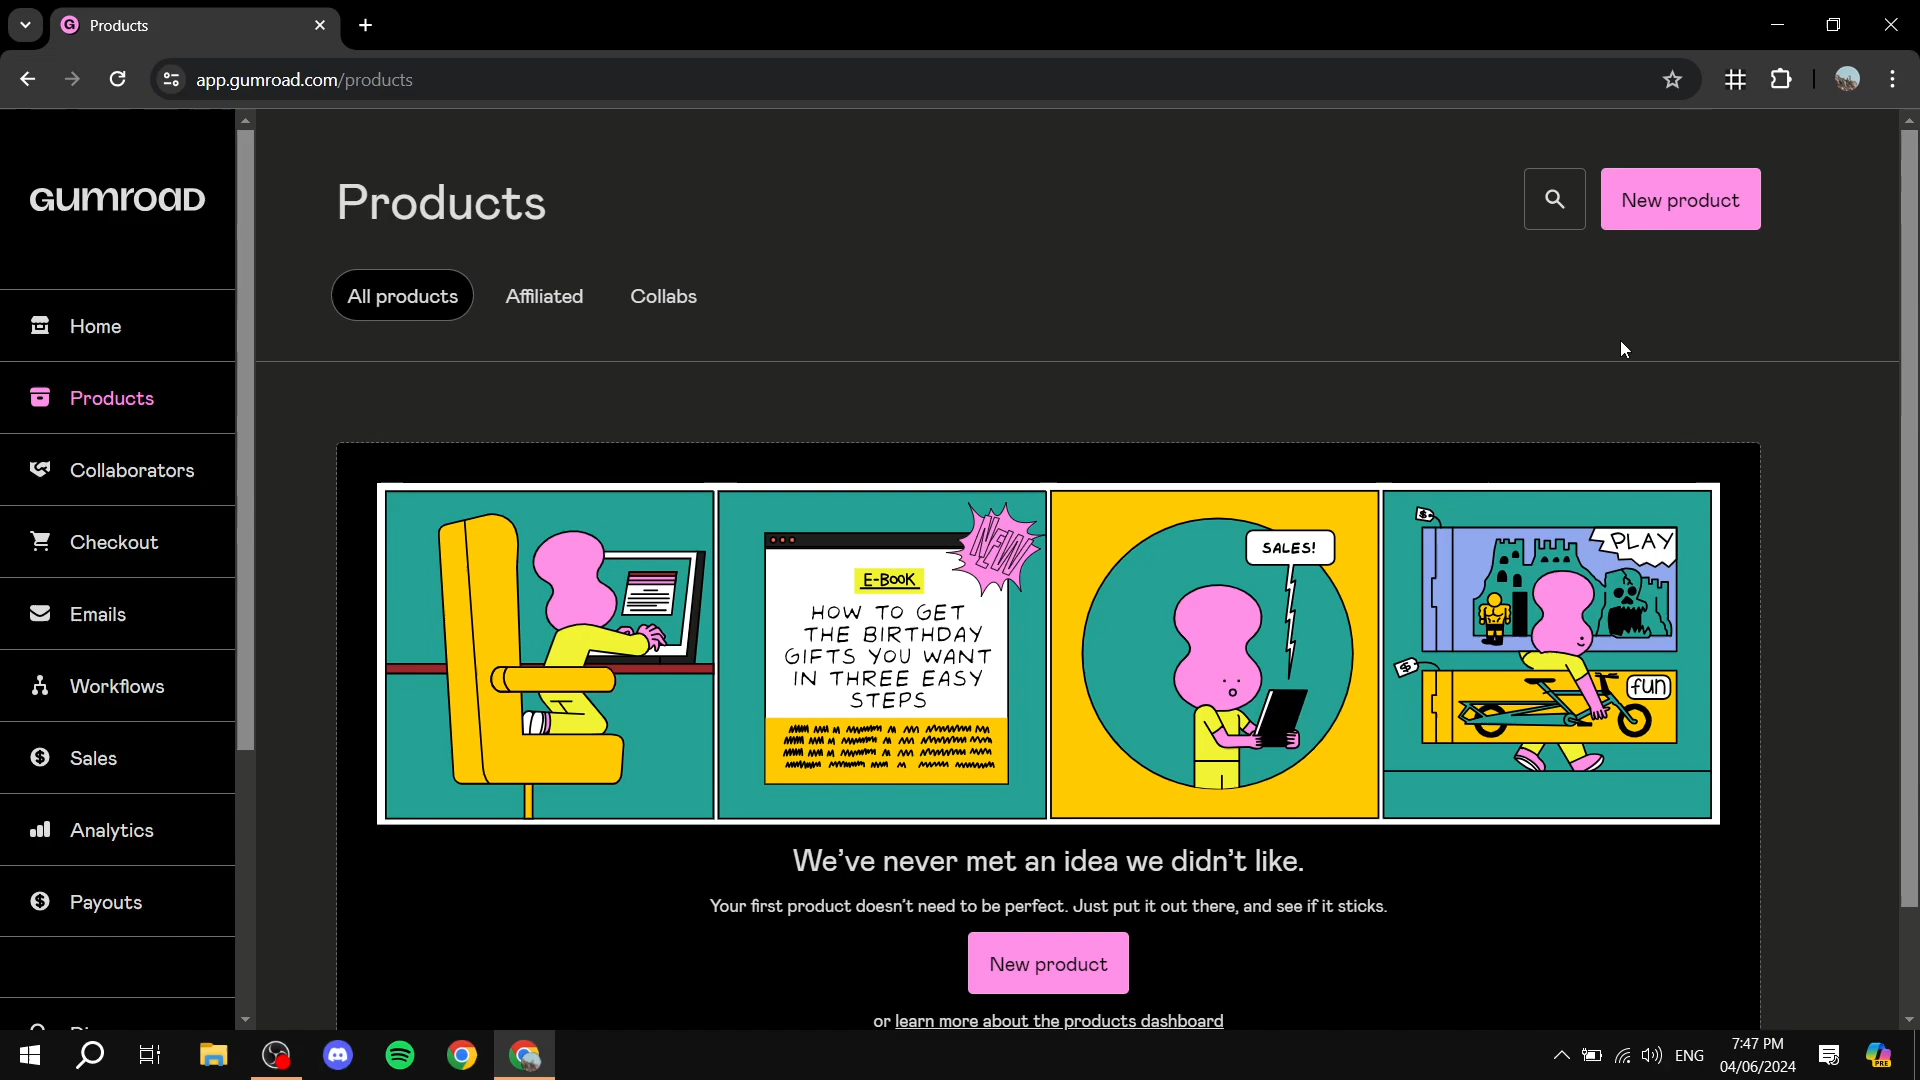 Products
app.gumroad.com/products
GUMROAD
Home
Products
Collaborators
Checkout
Emails
Workflows
Sales
Analytics
Payouts
Products
New product
All products
Affiliated
Collabs
NEW
E-BOOK
HOW TO GET
THE BIRTHDAY
GIFTS YOU WANT
IN THREE EASY
STEPS
SALES!
$
PLAY
$
fun
We've never met an idea we didn't like.
Your first product doesn't need to be perfect. Just put it out there, and see if it sticks.
New product
or learn more about the products dashboard
ENG
7:47 PM
04/06/2024
PRE